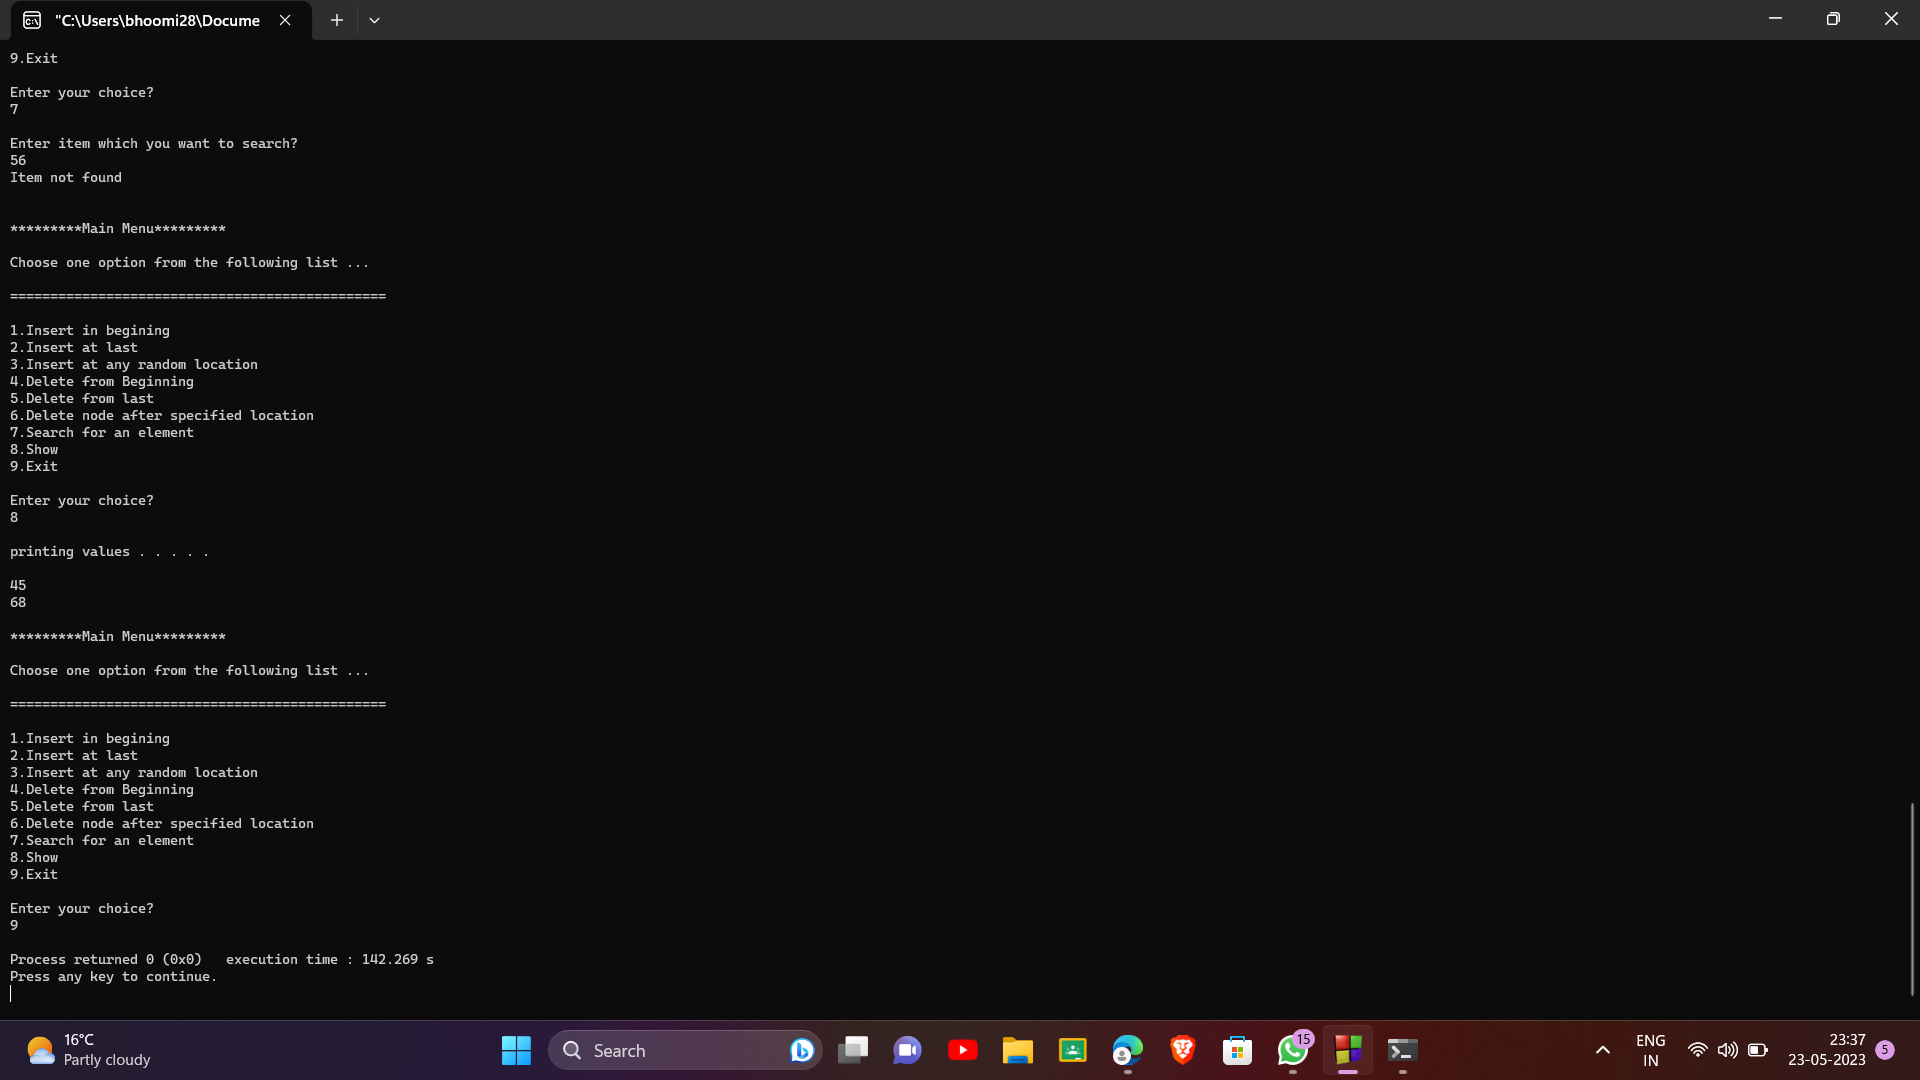 "C:\Users\bhoomi28\Docume
9.Exit
Enter your choice?
7
Enter item which you want to search?
56
Item not found
*********Main Menu*********
Choose one option from the following list ...
===============================================
1.Insert in begining
2.Insert at last
3.Insert at any random location
4.Delete from Beginning
5.Delete from last
6.Delete node after specified location
7.Search for an element
8.Show
9.Exit
Enter your choice?
8
printing values . . . . .
45
68
*********Main Menu*********
Choose one option from the following list ...
===============================================
1.Insert in begining
2.Insert at last
3.Insert at any random location
4.Delete from Beginning
5.Delete from last
6.Delete node after specified location
7.Search for an element
8.Show
9.Exit
Enter your choice?
9
Process returned 0 (0x0)   execution time : 142.269 s
Press any key to continue.
16°C
Partly cloudy
Search
15
ENG
IN
23:37
23-05-2023
5